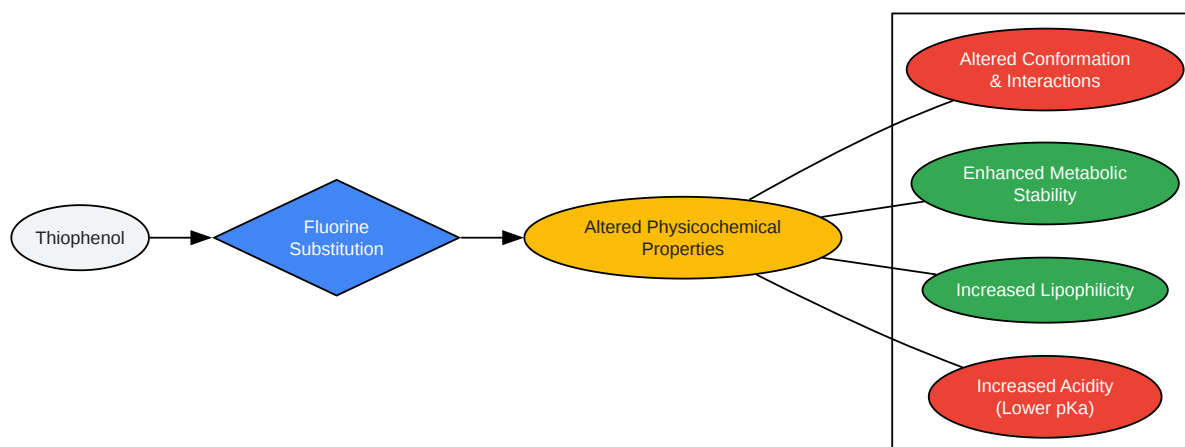 Thiophenol
Fluorine
Substitution
Altered Physicochemical
Properties
Altered Conformation
& Interactions
Enhanced Metabolic
Stability
Increased Lipophilicity
Increased Acidity
(Lower pKa)